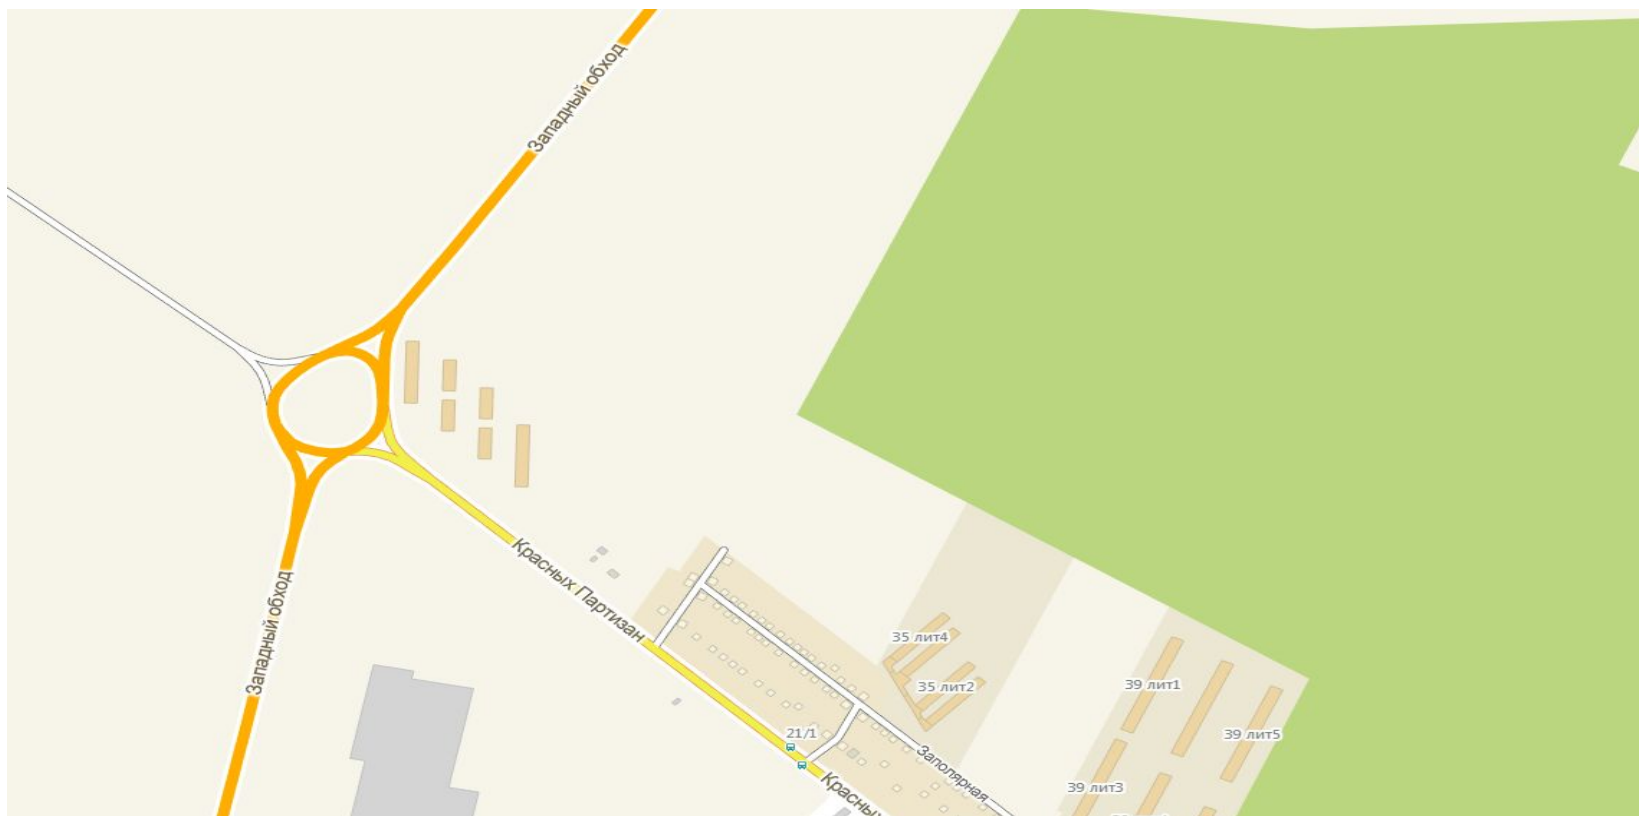 Западный обход
Красных Партизан
Западный обход
35 лит4
35 лит2
39 лит1
39 лит5
21/1
Заполярная
39 лит3
Красных